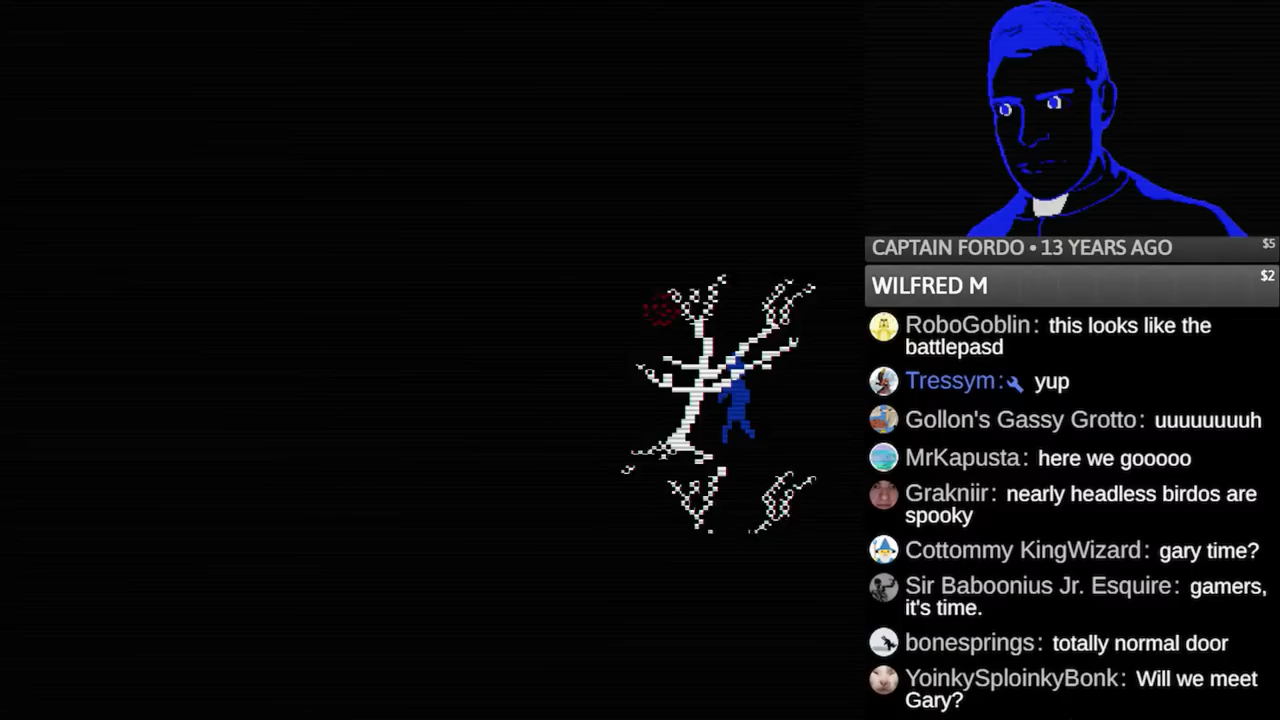 CAPTAIN FORDO • 13 YEARS AGO $5
WILFRED M $2
RoboGoblin: this looks like the
battlepasd
Tressym: yup
Gollon's Gassy Grotto: uuuuuuuuh
MrKapusta: here we gooooo
Grakniir: nearly headless birdos are
spooky
Cottommy KingWizard: gary time?
Sir Baboonius Jr. Esquire: gamers,
it's time.
bonesprings: totally normal door
YoinkySploinkyBonk: Will we meet
Gary?